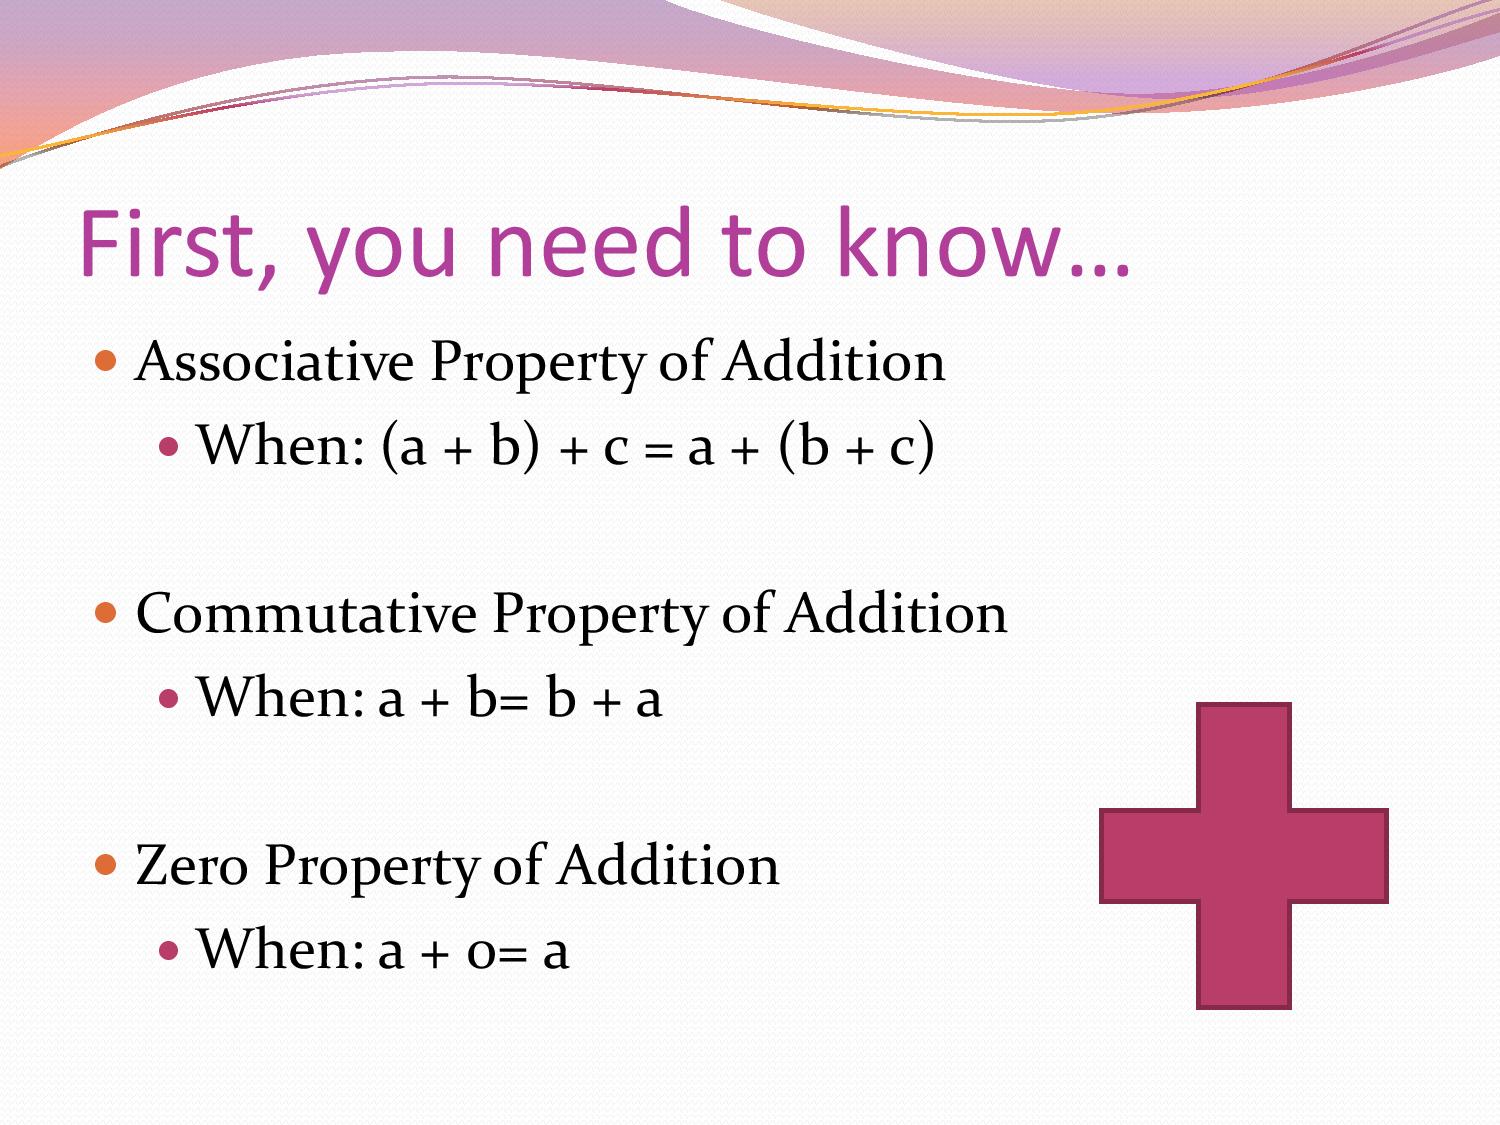 First, you need to know…
• Associative Property of Addition
• When: (a + b) + c = a + (b + c)
• Commutative Property of Addition
• When: a + b= b + a
• Zero Property of Addition
• When: a + 0= a